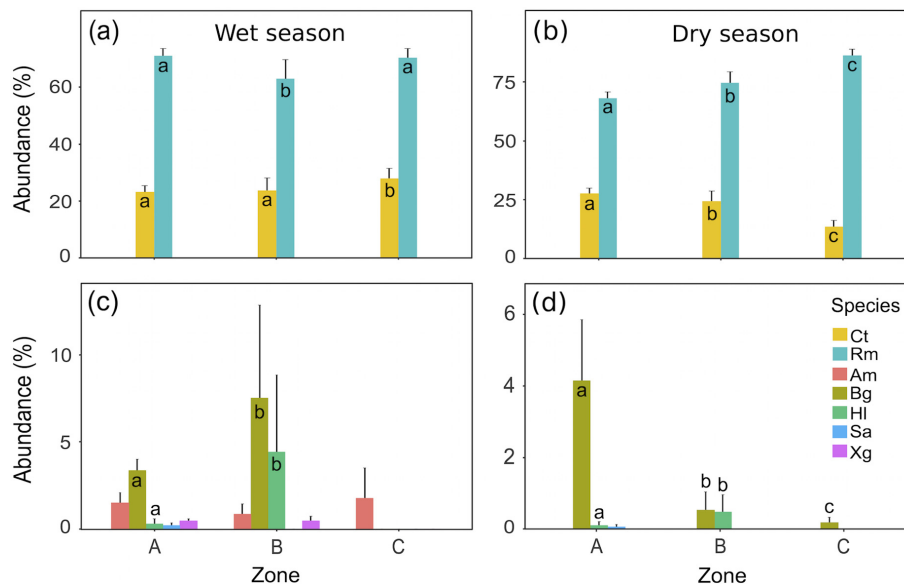 (a) Wet season
Abundance (%)
60
40
20
0
a
a
a
b
b
a
(b) Dry season
75
50
25
0
a
a
b
b
c
c
(c)
Abundance (%)
10
5
0
a
a
b
b
A
B
C
Zone
(d)
6
4
2
0
a
a
b
b
c
A
B
C
Zone
Species
Ct
Rm
Am
Bg
Hl
Sa
Xg